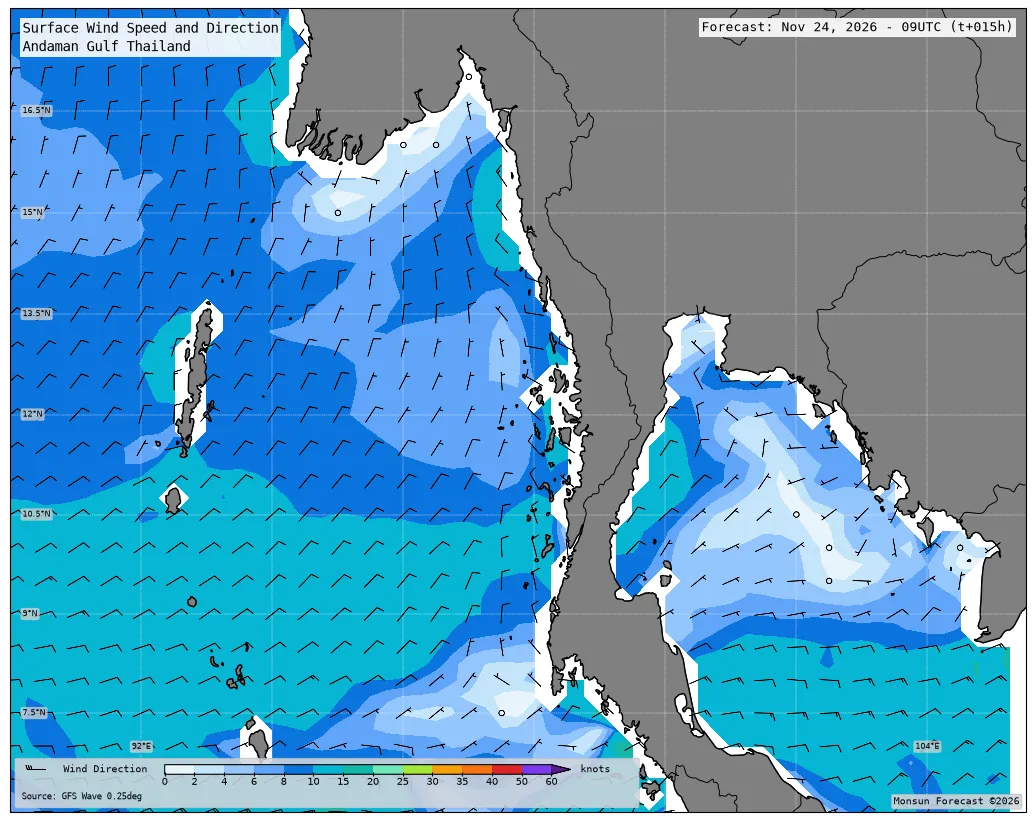 Surface Wind Speed and Direction
Andaman Gulf Thailand
Forecast: Nov 24, 2026 - 09UTC (t+015h)
16.5°N
15°N
13.5°N
12°N
10.5°N
9°N
7.5°N
92°E
104°E
Wind Direction
0 2 4 6 8 10 15 20 25 30 35 40 50 60
knots
Source: GFS Wave 0.25deg
Monsun Forecast ©2026